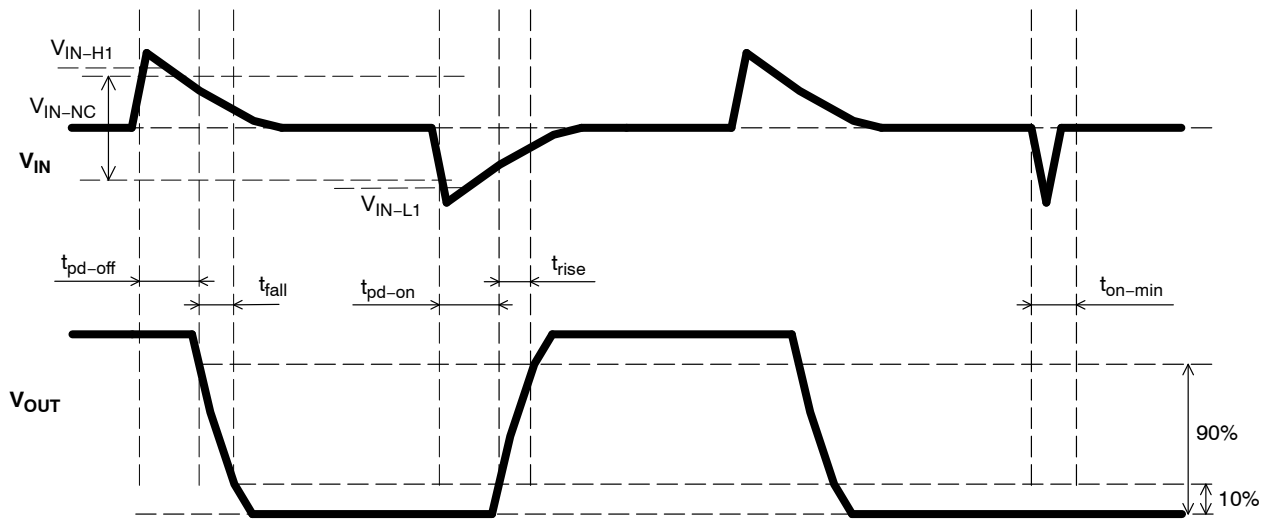 V_IN–H1
V_IN–NC
V_IN
V_IN–L1
t_pd–off
t_fall
t_pd–on
t_rise
t_on–min
V_OUT
90%
10%